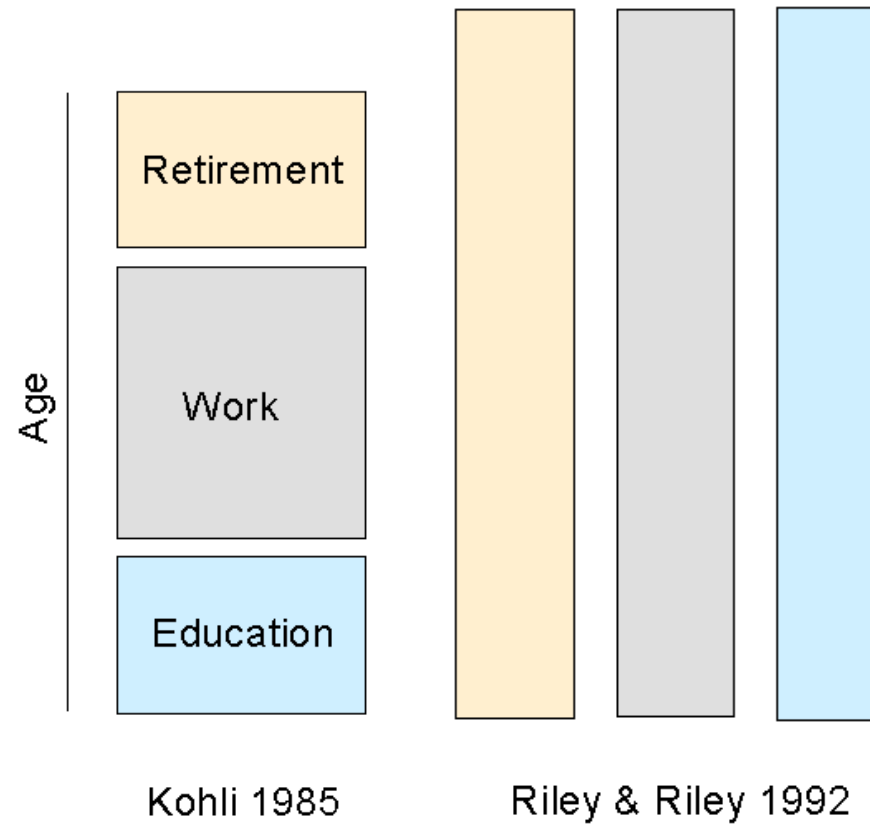 Retirement
Work
Age
Education
Kohli 1985
Riley & Riley 1992